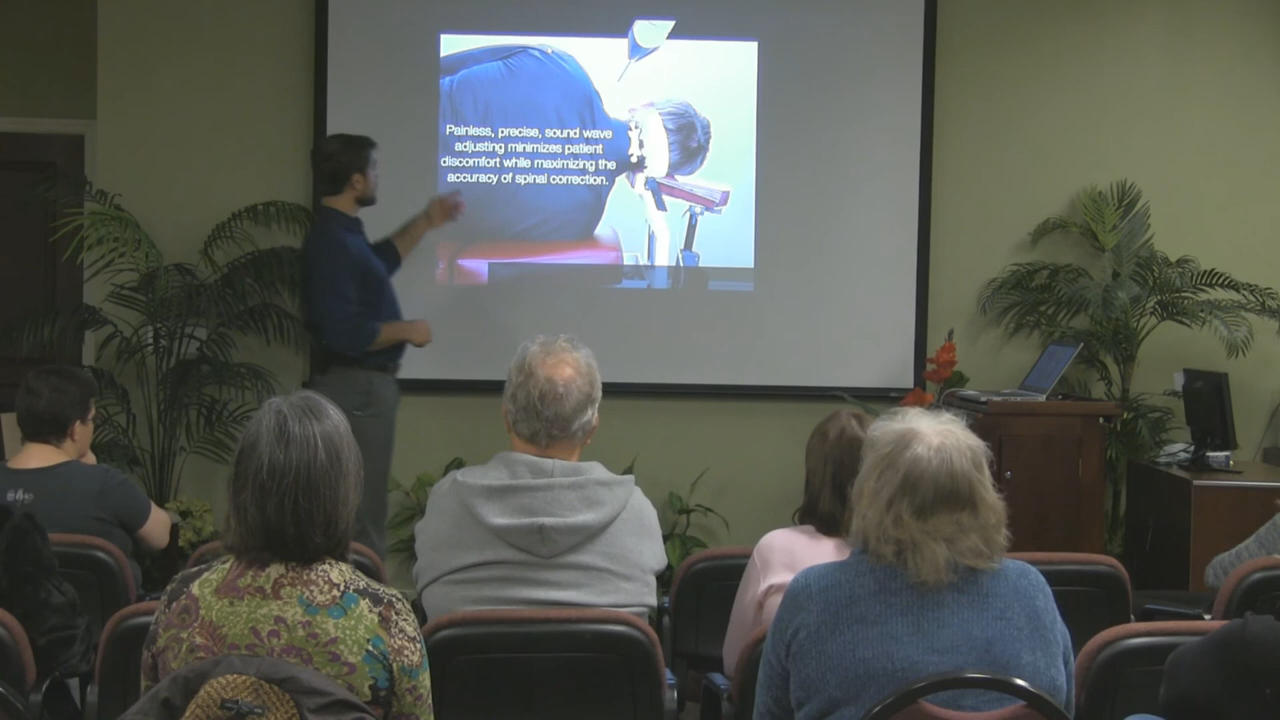 Painless, precise, sound wave
adjusting minimizes patient
discomfort while maximizing the
accuracy of spinal correction.